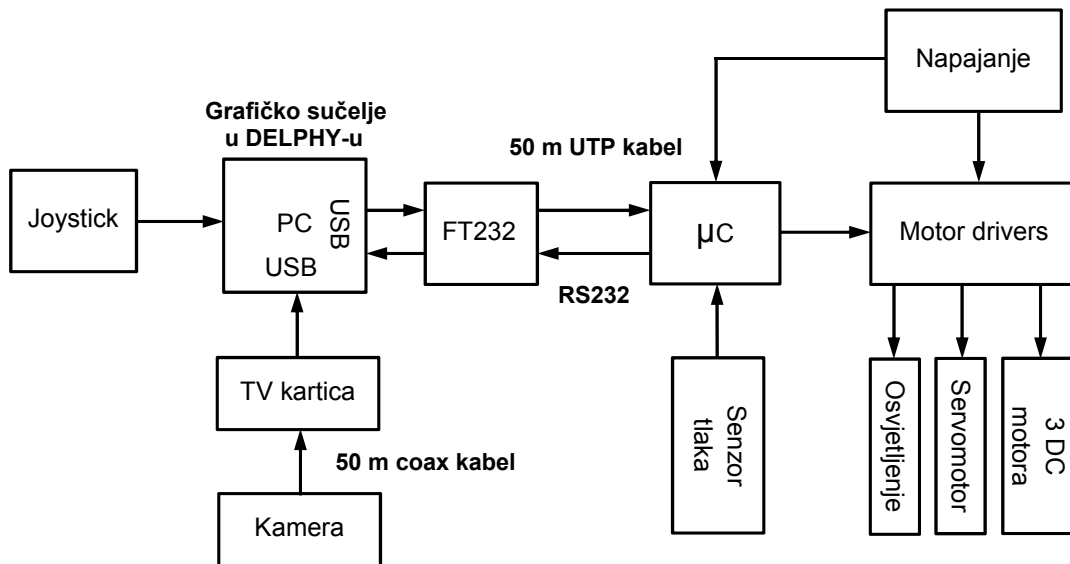 Napajanje
Grafičko sučelje
u DELPHY-u
50 m UTP kabel
Joystick
PC
USB
USB
FT232
µC
Motor drivers
RS232
TV kartica
50 m coax kabel
Kamera
Senzor
tlaka
Osvjetljenje
Servomotor
3 DC
motora